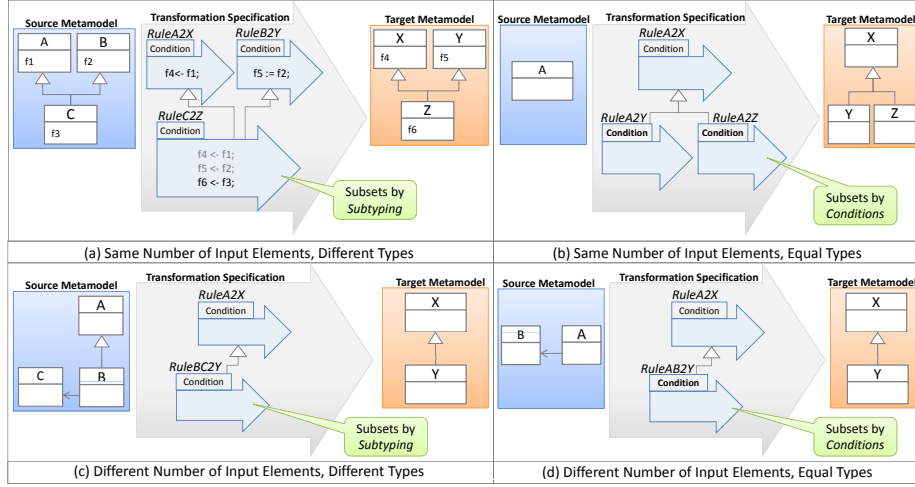 Source Metamodel
Transformation Specification
Target Metamodel
A
f1
B
f2
C
f3
RuleA2X
Condition
f4<- f1;
RuleB2Y
f5 := f2;
RuleC2Z
Condition
f4 <- f1;
f5 <- f2;
f6 <- f3;
X
f4
Y
f5
Z
f6
Subsets by
Subtyping
(a) Same Number of Input Elements, Different Types
Source Metamodel
Transformation Specification
Target Metamodel
A
RuleA2X
Condition
RuleA2Y
Condition
RuleA2Z
Condition
X
Y
Z
Subsets by
Conditions
(b) Same Number of Input Elements, Equal Types
Source Metamodel
Transformation Specification
Target Metamodel
A
C
B
RuleA2X
Condition
RuleBC2Y
Condition
X
Y
Subsets by
Subtyping
(c) Different Number of Input Elements, Different Types
Source Metamodel
Transformation Specification
Target Metamodel
B
A
RuleA2X
Condition
RuleAB2Y
Condition
X
Y
Subsets by
Conditions
(d) Different Number of Input Elements, Equal Types